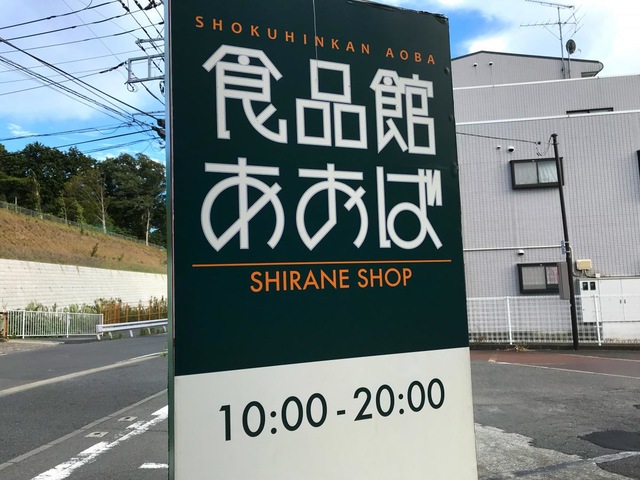 SHOKUHINKAN AOBA
食品館
あおば
SHIRANE SHOP
10:00 - 20:00